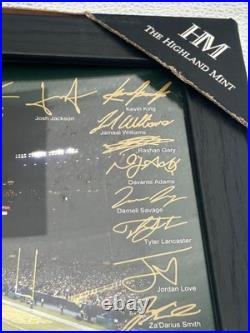 HM
THE HIGHLAND MINT
Josh Jackson
Kevin King
Jamaal Williams
Rashan Gary
Davante Adams
Darnell Savage
Tyler Lancaster
Jordan Love
Za'Darius Smith